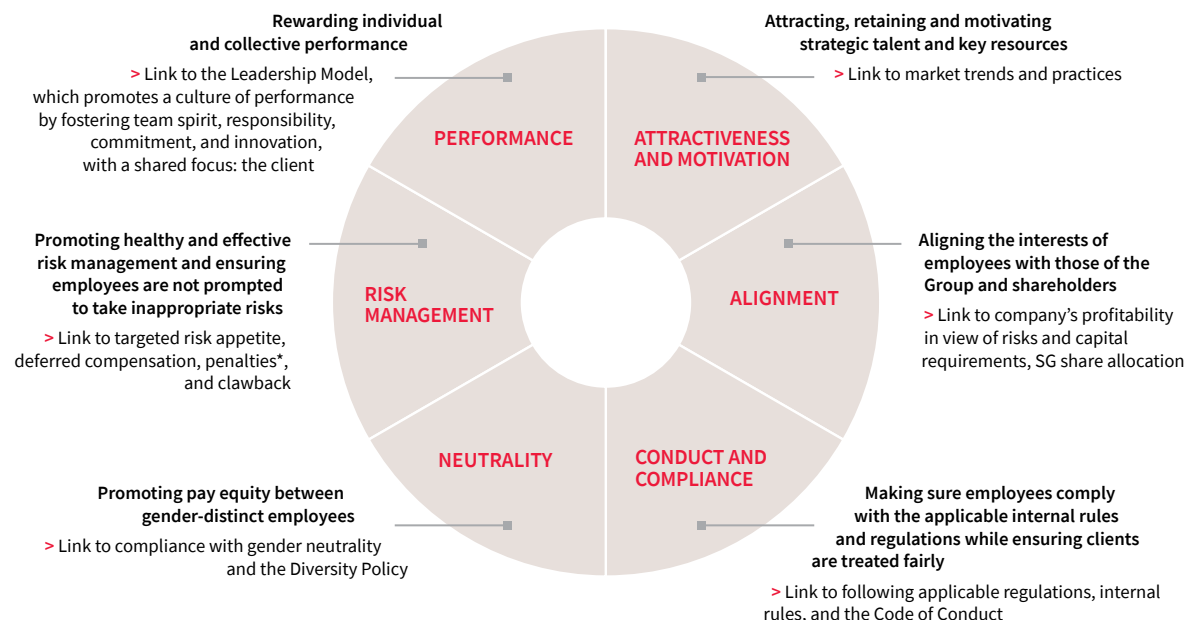 Rewarding individual
and collective performance
> Link to the Leadership Model,
which promotes a culture of performance
by fostering team spirit, responsibility,
commitment, and innovation,
with a shared focus: the client
PERFORMANCE
Attracting, retaining and motivating
strategic talent and key resources
> Link to market trends and practices
ATTRACTIVENESS
AND MOTIVATION
Promoting healthy and effective
risk management and ensuring
employees are not prompted
to take inappropriate risks
> Link to targeted risk appetite,
deferred compensation, penalties*,
and clawback
RISK
MANAGEMENT
ALIGNMENT
Aligning the interests of
employees with those of the
Group and shareholders
> Link to company’s profitability
in view of risks and capital
requirements, SG share allocation
NEUTRALITY
Promoting pay equity between
gender-distinct employees
> Link to compliance with gender neutrality
and the Diversity Policy
CONDUCT AND
COMPLIANCE
Making sure employees comply
with the applicable internal rules
and regulations while ensuring clients
are treated fairly
> Link to following applicable regulations, internal
rules, and the Code of Conduct